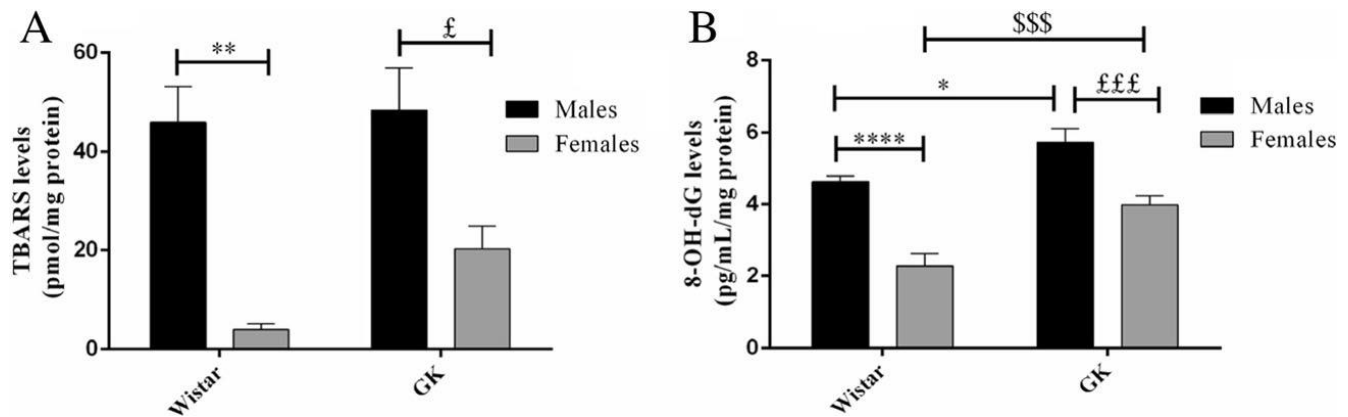 A
TBARS levels
(pmol/mg protein)
60
40
20
0
**
£
Males
Females
Wistar
GK
B
8-OH-dG levels
(pg/mL/mg protein)
8
6
4
2
0
$$$
*
£££
****
Males
Females
Wistar
GK